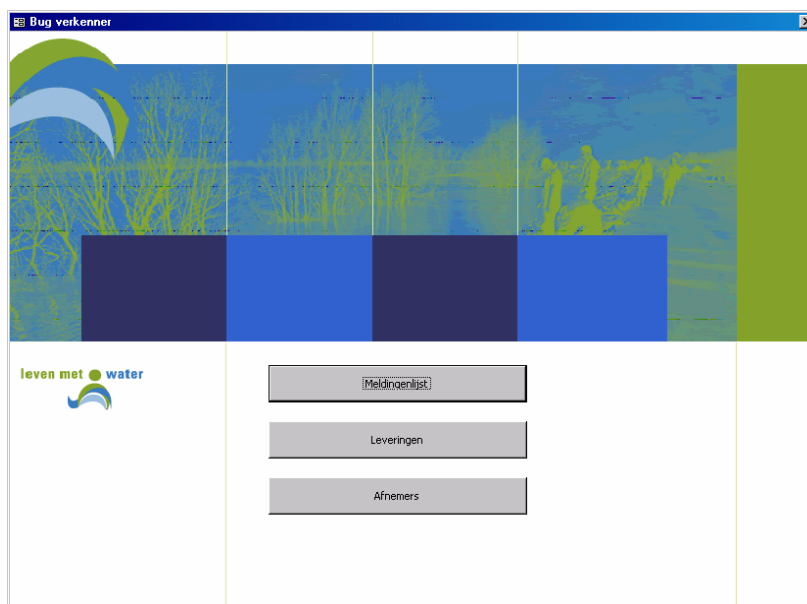 Bug verkenner
leven met water
Meldingenlijst
Leveringen
Afnemers